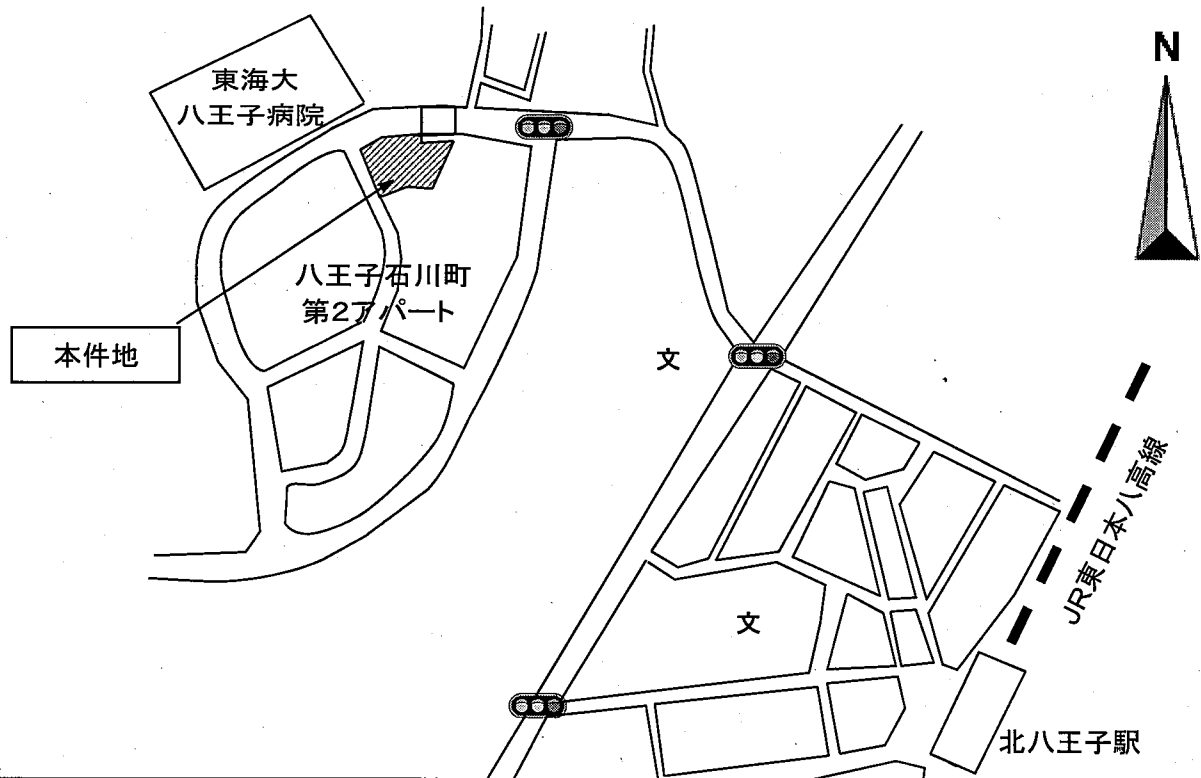 東海大
八王子病院
N
八王子石川町
第2アパート
本件地
文
JR東日本八高線
文
北八王子駅